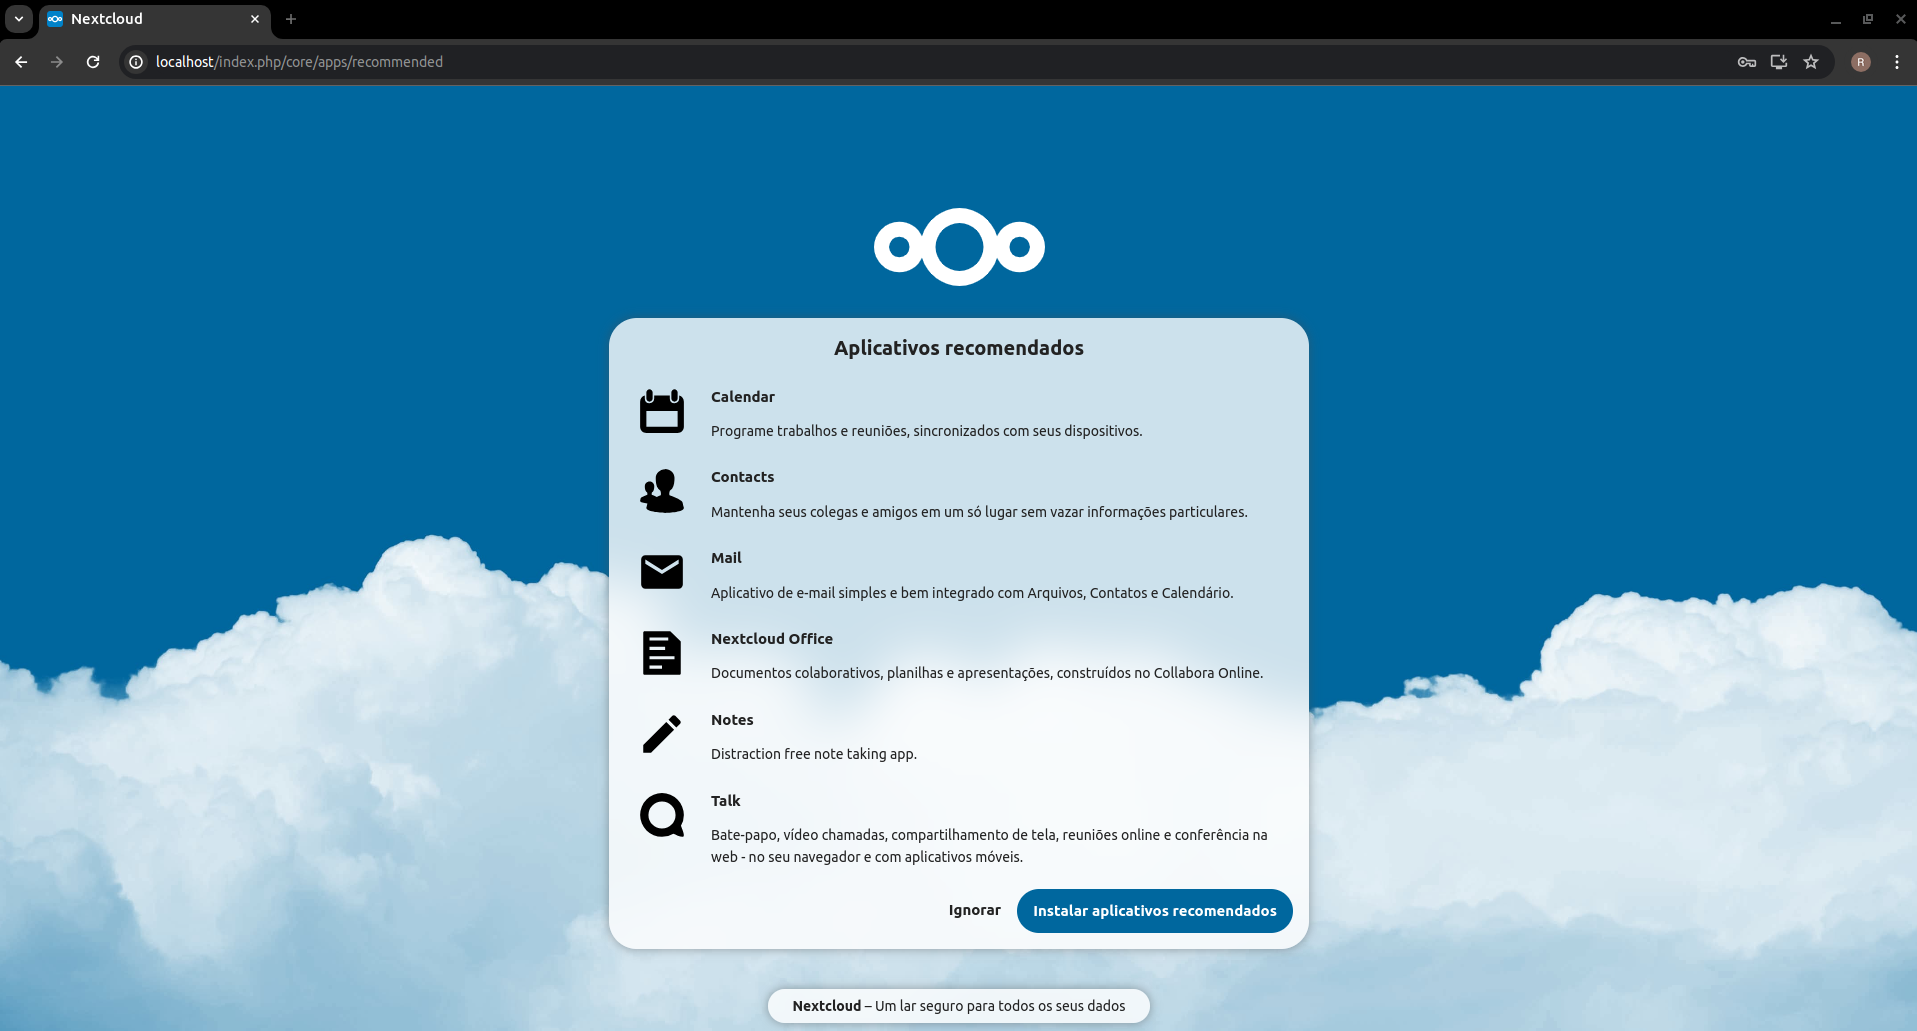 Nextcloud
localhost/index.php/core/apps/recommended
R
Aplicativos recomendados
Calendar
Programe trabalhos e reuniões, sincronizados com seus dispositivos.
Contacts
Mantenha seus colegas e amigos em um só lugar sem vazar informações particulares.
Mail
Aplicativo de e-mail simples e bem integrado com Arquivos, Contatos e Calendário.
Nextcloud Office
Documentos colaborativos, planilhas e apresentações, construídos no Collabora Online.
Notes
Distraction free note taking app.
Talk
Bate-papo, vídeo chamadas, compartilhamento de tela, reuniões online e conferência na
web - no seu navegador e com aplicativos móveis.
Ignorar Instalar aplicativos recomendados
Nextcloud – Um lar seguro para todos os seus dados